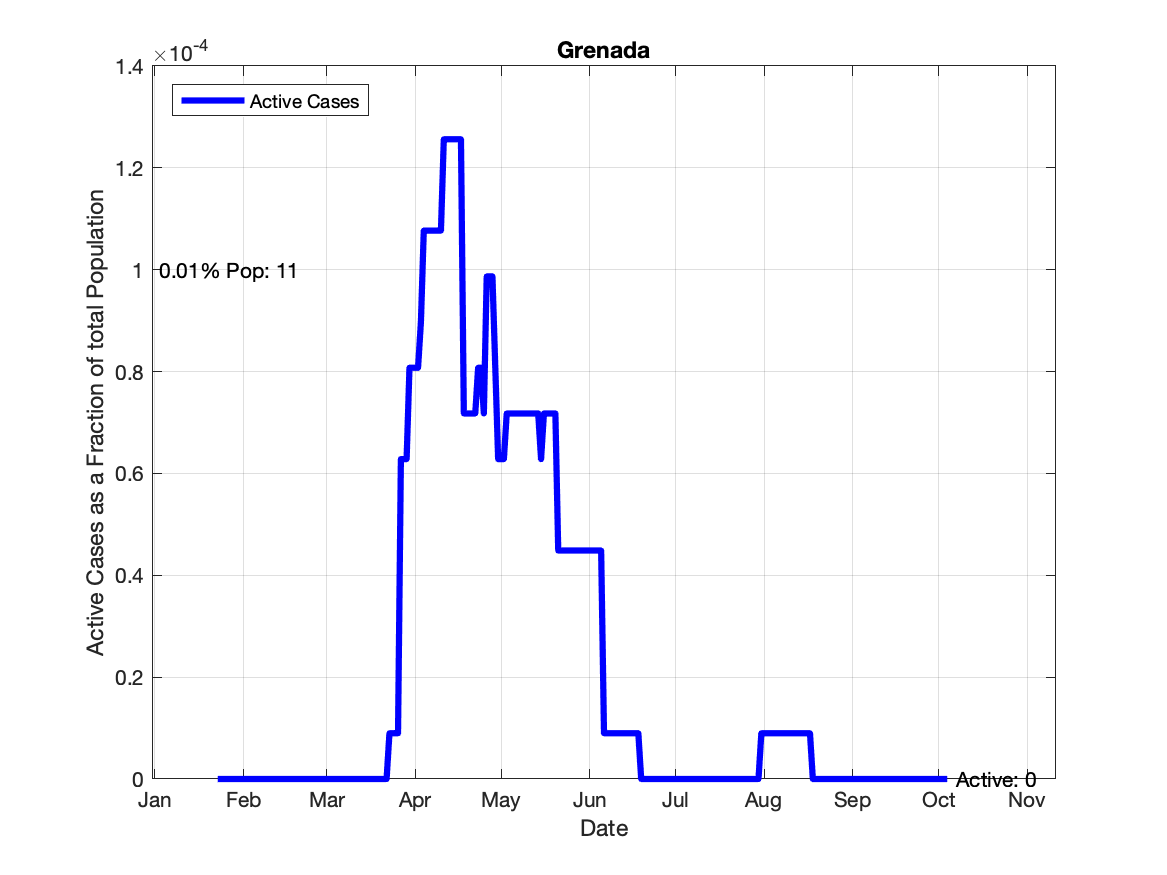 Grenada
×10-4
1.4
1.2
1
0.8
0.6
0.4
0.2
0
Active Cases
0.01% Pop: 11
Active: 0
Active Cases as a Fraction of total Population
Jan Feb Mar Apr May Jun Jul Aug Sep Oct Nov
Date